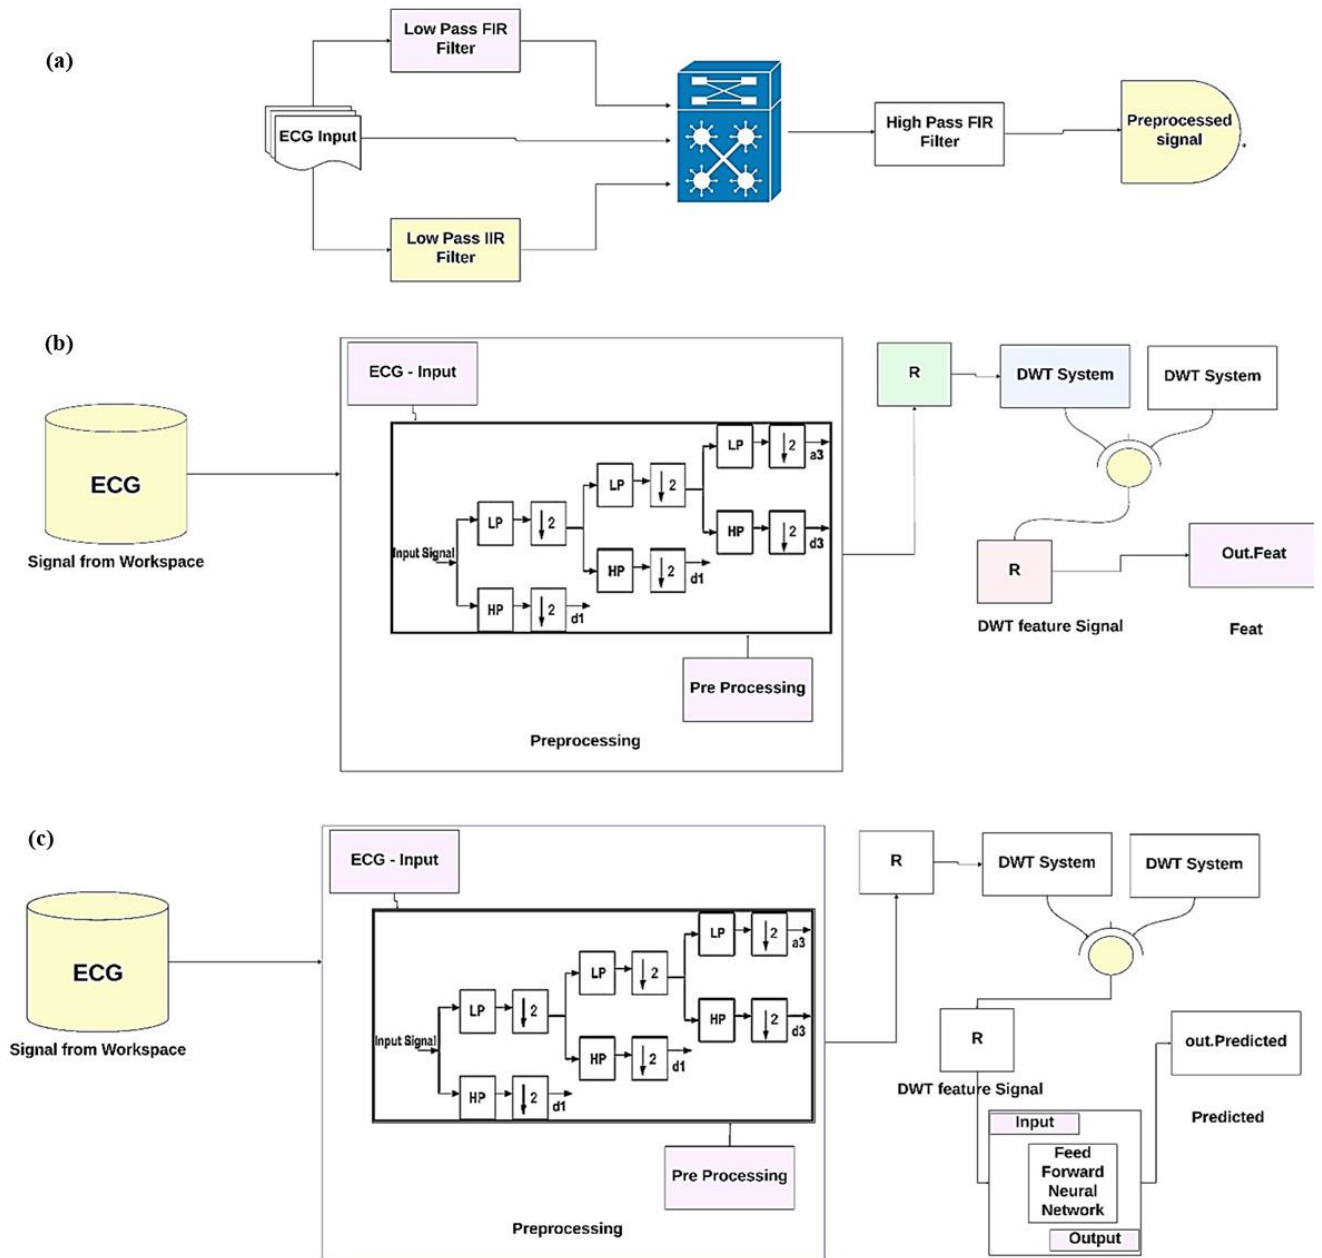 (a)
Low Pass FIR
Filter
ECG Input
High Pass FIR
Filter
Preprocessed
signal
Low Pass IIR
Filter
(b)
ECG - Input
R
DWT System
DWT System
ECG
Signal from Workspace
LP
2
a3
LP
2
LP
2
HP
2
d3
Input Signal
HP
2
d1
HP
2
d1
R
Out.Feat
DWT feature Signal
Feat
Pre Processing
Preprocessing
(c)
ECG - Input
R
DWT System
DWT System
ECG
Signal from Workspace
LP
2
a3
LP
2
LP
2
HP
2
d3
Input Signal
HP
2
d1
HP
2
d1
R
out.Predicted
DWT feature Signal
Predicted
Input
Feed
Forward
Neural
Network
Output
Pre Processing
Preprocessing